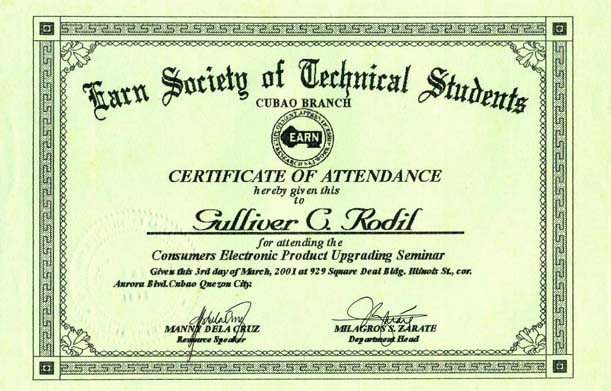 Earn Society of Technical Students
CUBAO BRANCH
EARN
CERTIFICATE OF ATTENDANCE
hereby given this
to
Gulliver C. Rodil
for attending the
Consumers Electronic Product Upgrading Seminar
Given this 3rd day of March, 2001 at 929 Square Deal Bldg. Illinois St., cor.
Aurora Blvd.Cubao Quezon City.
MANNY DELA CRUZ
Resource Speaker
MILAGROS S. ZARATE
Department Head